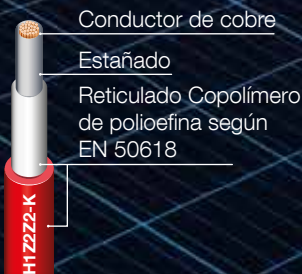 Conductor de cobre
Estañado
Reticulado Copolímero
de polioefina según
EN 50618
H1Z2Z2-K